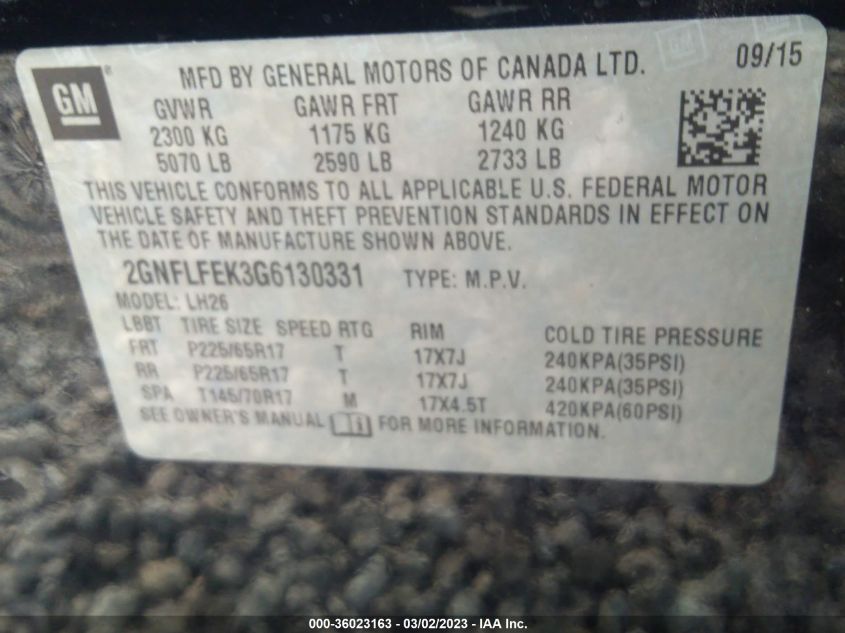 GM ® MFD BY GENERAL MOTORS OF CANADA LTD. 09/15
GVWR GAWR FRT GAWR RR
2300 KG 1175 KG 1240 KG
5070 LB 2590 LB 2733 LB
THIS VEHICLE CONFORMS TO ALL APPLICABLE U.S. FEDERAL MOTOR
VEHICLE SAFETY AND THEFT PREVENTION STANDARDS IN EFFECT ON
THE DATE OF MANUFACTURE SHOWN ABOVE.
2GNFLFEK3G6130331 TYPE: M.P.V.
MODEL: LH26
LBBT TIRE SIZE SPEED RTG RIM COLD TIRE PRESSURE
FRT P225/65R17 T 17X7J 240KPA(35PSI)
RR P225/65R17 T 17X7J 240KPA(35PSI)
SPA T145/70R17 M 17X4.5T 420KPA(60PSI)
SEE OWNER'S MANUAL FOR MORE INFORMATION.
000-36023163 - 03/02/2023 - IAA Inc.